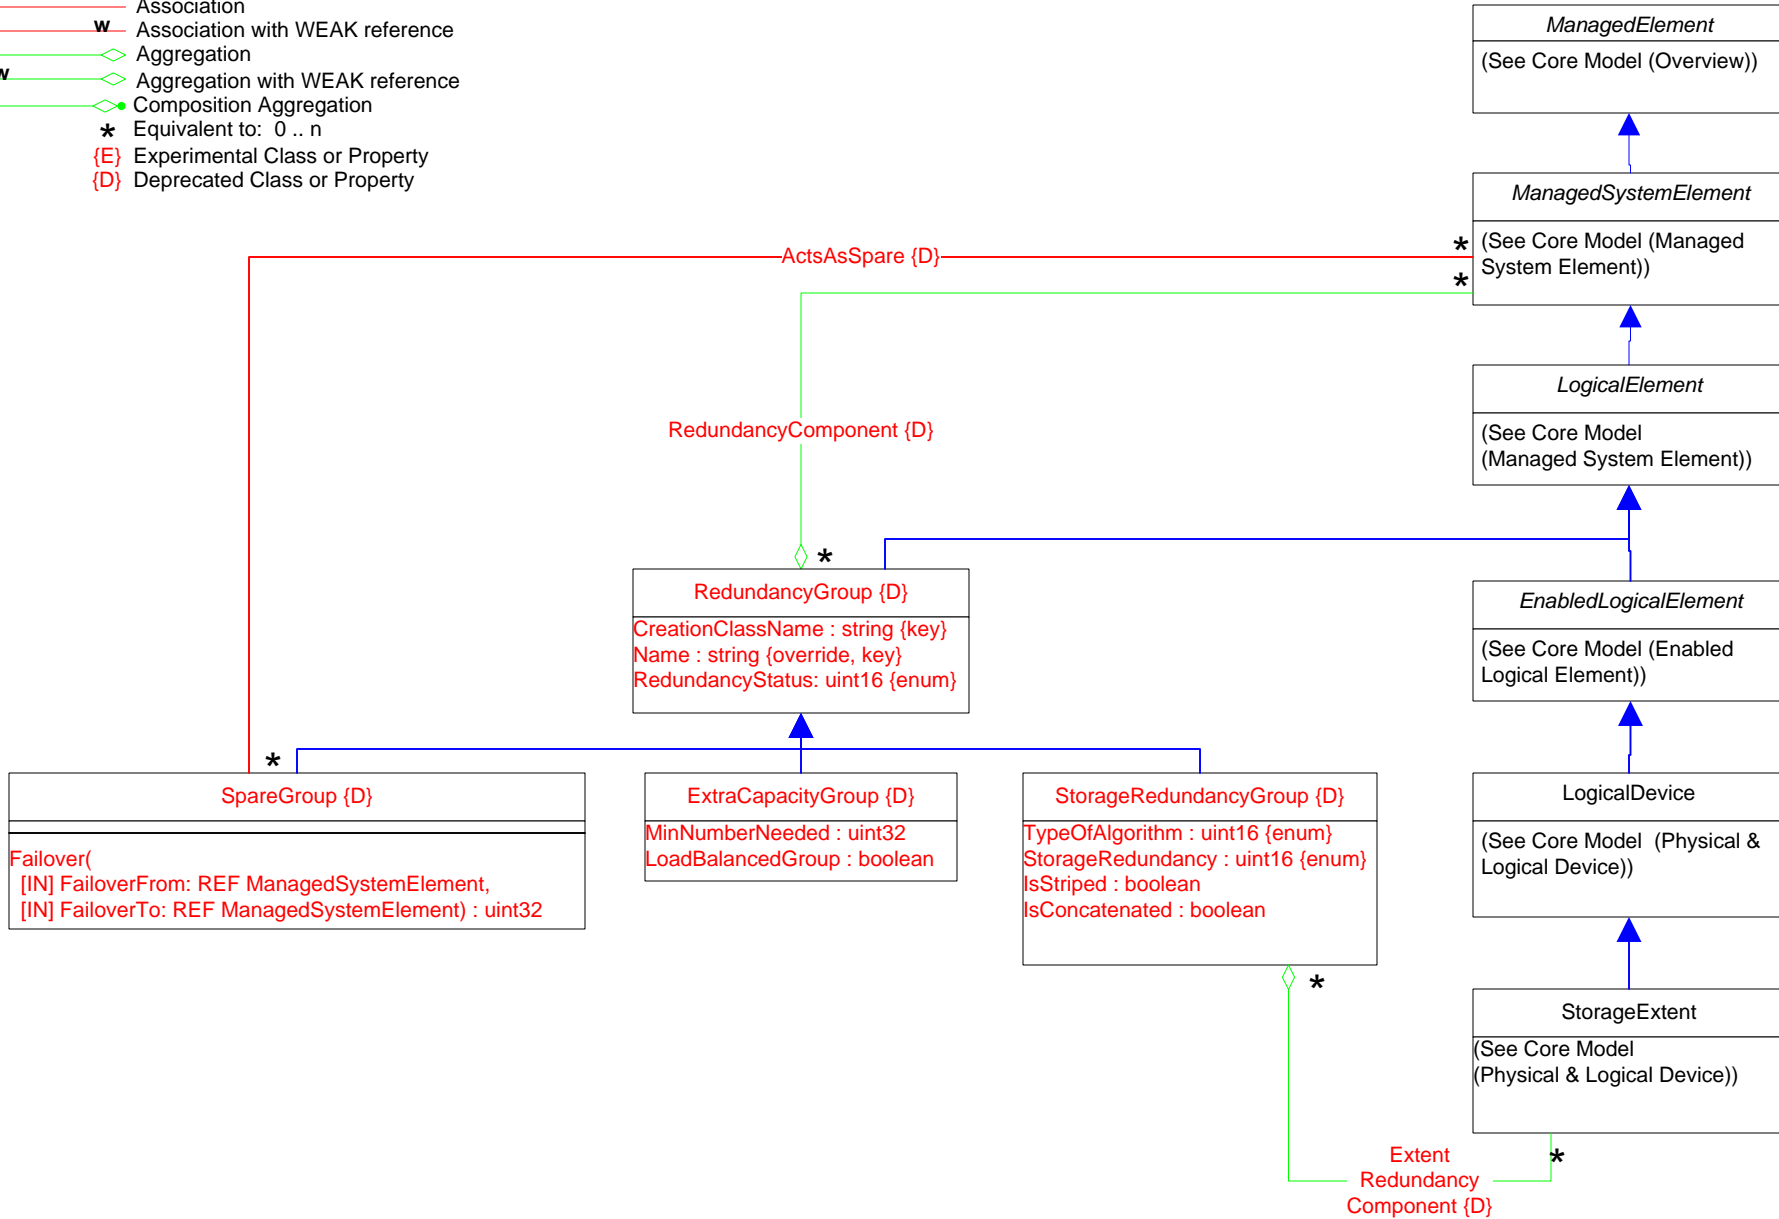 Association
w Association with WEAK reference
Aggregation
w Aggregation with WEAK reference
Composition Aggregation
* Equivalent to: 0 .. n
{E} Experimental Class or Property
{D} Deprecated Class or Property
ManagedElement
(See Core Model (Overview))
ManagedSystemElement
* (See Core Model (Managed
System Element))
*
ActsAsSpare {D}
LogicalElement
(See Core Model
(Managed System Element))
RedundancyComponent {D}
*
RedundancyGroup {D}
CreationClassName : string {key}
Name : string {override, key}
RedundancyStatus: uint16 {enum}
EnabledLogicalElement
(See Core Model (Enabled
Logical Element))
*
SpareGroup {D}
Failover(
[IN] FailoverFrom: REF ManagedSystemElement,
[IN] FailoverTo: REF ManagedSystemElement) : uint32
ExtraCapacityGroup {D}
MinNumberNeeded : uint32
LoadBalancedGroup : boolean
StorageRedundancyGroup {D}
TypeOfAlgorithm : uint16 {enum}
StorageRedundancy : uint16 {enum}
IsStriped : boolean
IsConcatenated : boolean
*
LogicalDevice
(See Core Model (Physical &
Logical Device))
StorageExtent
(See Core Model
(Physical & Logical Device))
*
Extent
Redundancy
Component {D}